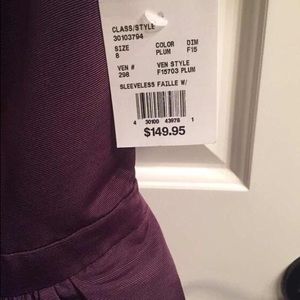 CLASS/STYLE
30103794
SIZE COLOR DIM
8 PLUM F15
VEN # VEN STYLE
298 F15703 PLUM
SLEEVELESS FAILLE W/
4 30100 43978 1
$149.95